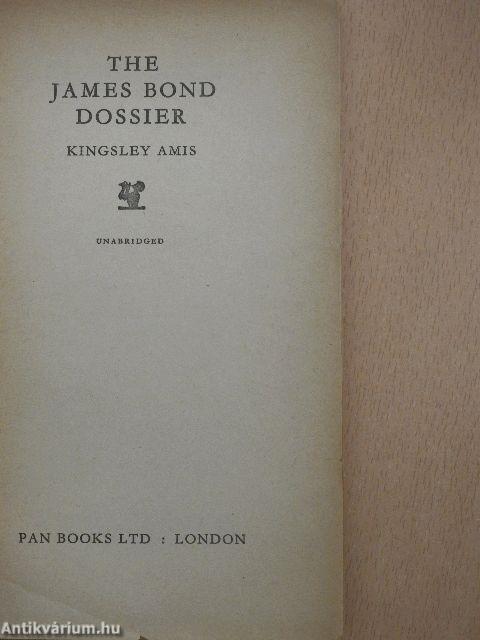 THE
JAMES BOND
DOSSIER
KINGSLEY AMIS
UNABRIDGED
PAN BOOKS LTD : LONDON
Antikvárium.hu